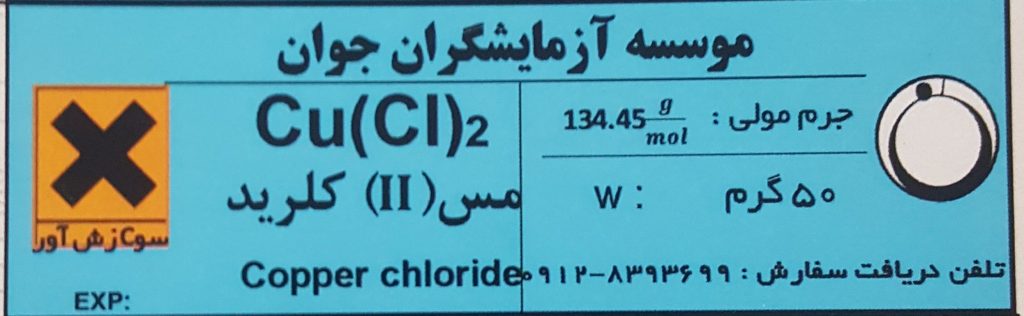 موسسه آزمایشگران جوان
جرم مولی : 134.45 g/mol
Cu(Cl)2
۵۰ گرم : W
مس(II) کلرید
سوCزش آور
تلفن دریافت سفارش : ۰۹۱۲-۸۳۹۳۶۹۹
Copper chloride
EXP: